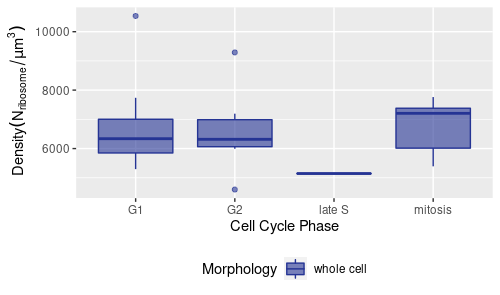 Density(N_ribosome/μm³)
10000
8000
6000
G1 G2 late S mitosis
Cell Cycle Phase
Morphology whole cell